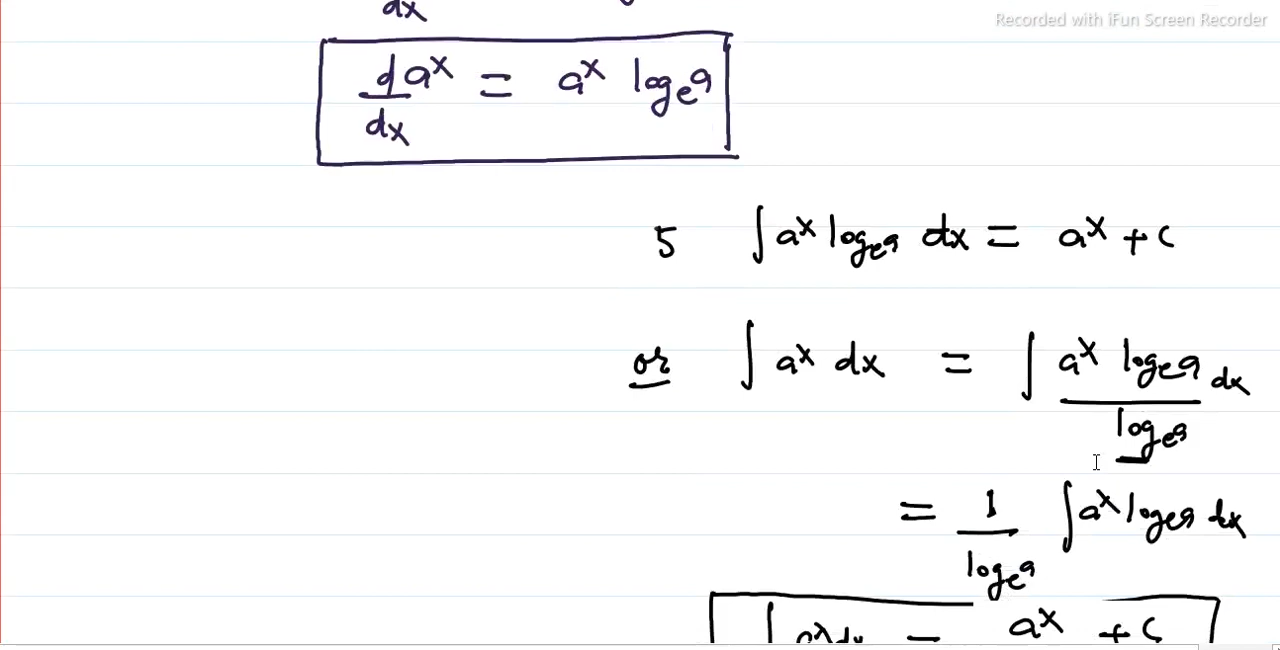 Recorded with iFun Screen Recorder
dx
d/dx a^x = a^x log_e a
5 ∫ a^x log_e a dx = a^x + c
or ∫ a^x dx = ∫ (a^x log_e a)/(log_e a) dx
= 1/(log_e a) ∫ a^x log_e a dx
∫ a^x dx = a^x + c